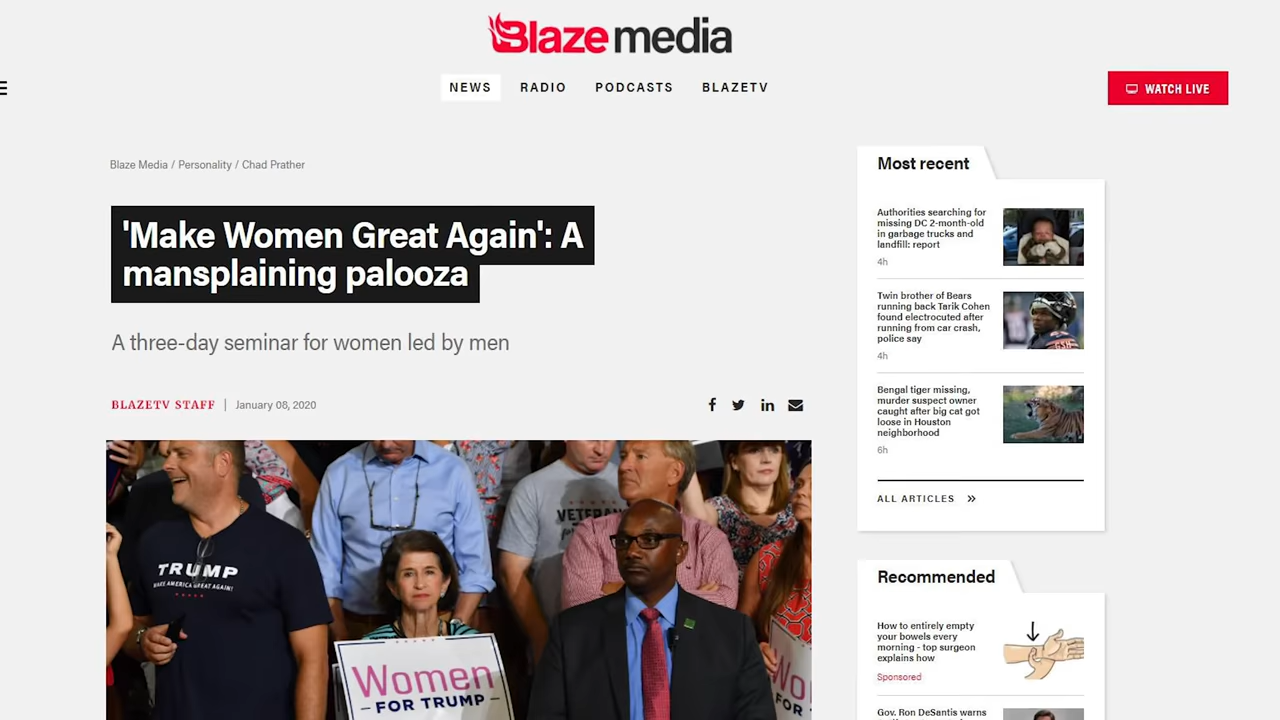 Blaze media
NEWS
RADIO
PODCASTS
BLAZETV
WATCH LIVE
Blaze Media / Personality / Chad Prather
'Make Women Great Again': A
mansplaining palooza
A three-day seminar for women led by men
BLAZETV STAFF | January 08, 2020
TRUMP
MAKE AMERICA GREAT AGAIN!
VETERAN
Women
FOR TRUMP
Wo
FOR
Most recent
Authorities searching for
missing DC 2-month-old
in garbage trucks and
landfill: report
4h
Twin brother of Bears
running back Tarik Cohen
found electrocuted after
running from car crash,
police say
4h
Bengal tiger missing,
murder suspect owner
caught after big cat got
loose in Houston
neighborhood
6h
ALL ARTICLES »
Recommended
How to entirely empty
your bowels every
morning - top surgeon
explains how
Sponsored
Gov. Ron DeSantis warns